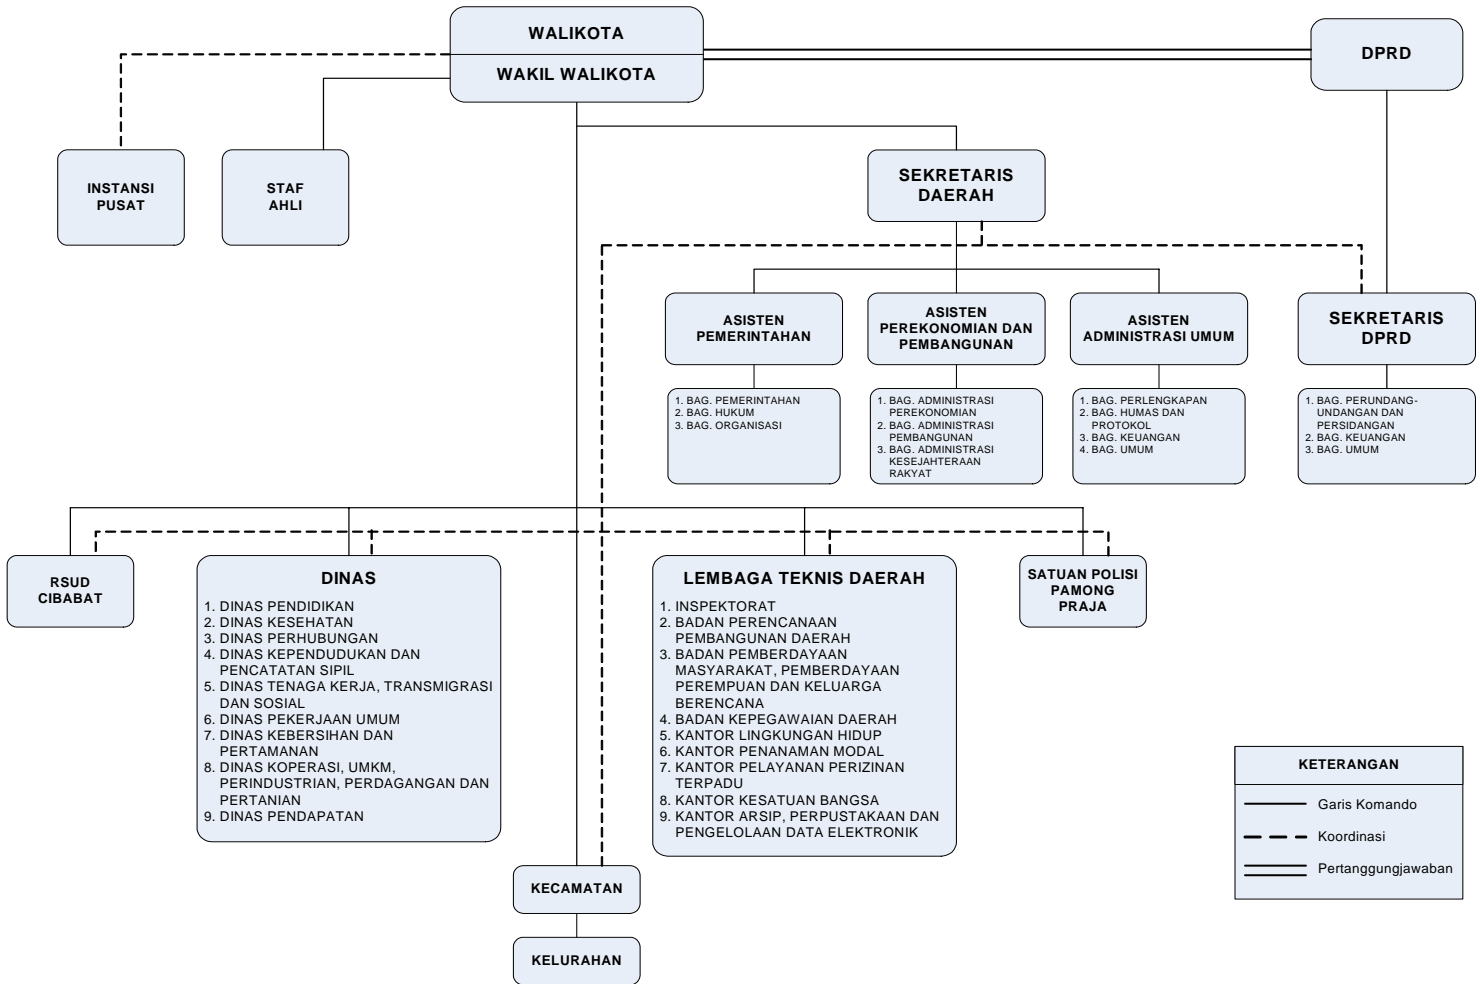 WALIKOTA
WAKIL WALIKOTA
DPRD
INSTANSI
PUSAT
STAF
AHLI
SEKRETARIS
DAERAH
ASISTEN
PEMERINTAHAN
ASISTEN
PEREKONOMIAN DAN
PEMBANGUNAN
ASISTEN
ADMINISTRASI UMUM
SEKRETARIS
DPRD
1. BAG. PEMERINTAHAN
2. BAG. HUKUM
3. BAG. ORGANISASI
1. BAG. ADMINISTRASI
PEREKONOMIAN
2. BAG. ADMINISTRASI
PEMBANGUNAN
3. BAG. ADMINISTRASI
KESEJAHTERAAN
RAKYAT
1. BAG. PERLENGKAPAN
2. BAG. HUMAS DAN
PROTOKOL
3. BAG. KEUANGAN
4. BAG. UMUM
1. BAG. PERUNDANG-
UNDANGAN DAN
PERSIDANGAN
2. BAG. KEUANGAN
3. BAG. UMUM
RSUD
CIBABAT
DINAS
1. DINAS PENDIDIKAN
2. DINAS KESEHATAN
3. DINAS PERHUBUNGAN
4. DINAS KEPENDUDUKAN DAN
PENCATATAN SIPIL
5. DINAS TENAGA KERJA, TRANSMIGRASI
DAN SOSIAL
6. DINAS PEKERJAAN UMUM
7. DINAS KEBERSIHAN DAN
PERTAMANAN
8. DINAS KOPERASI, UMKM,
PERINDUSTRIAN, PERDAGANGAN DAN
PERTANIAN
9. DINAS PENDAPATAN
LEMBAGA TEKNIS DAERAH
1. INSPEKTORAT
2. BADAN PERENCANAAN
PEMBANGUNAN DAERAH
3. BADAN PEMBERDAYAAN
MASYARAKAT, PEMBERDAYAAN
PEREMPUAN DAN KELUARGA
BERENCANA
4. BADAN KEPEGAWAIAN DAERAH
5. KANTOR LINGKUNGAN HIDUP
6. KANTOR PENANAMAN MODAL
7. KANTOR PELAYANAN PERIZINAN
TERPADU
8. KANTOR KESATUAN BANGSA
9. KANTOR ARSIP, PERPUSTAKAAN DAN
PENGELOLAAN DATA ELEKTRONIK
SATUAN POLISI
PAMONG
PRAJA
KECAMATAN
KELURAHAN
KETERANGAN
Garis Komando
Koordinasi
Pertanggungjawaban